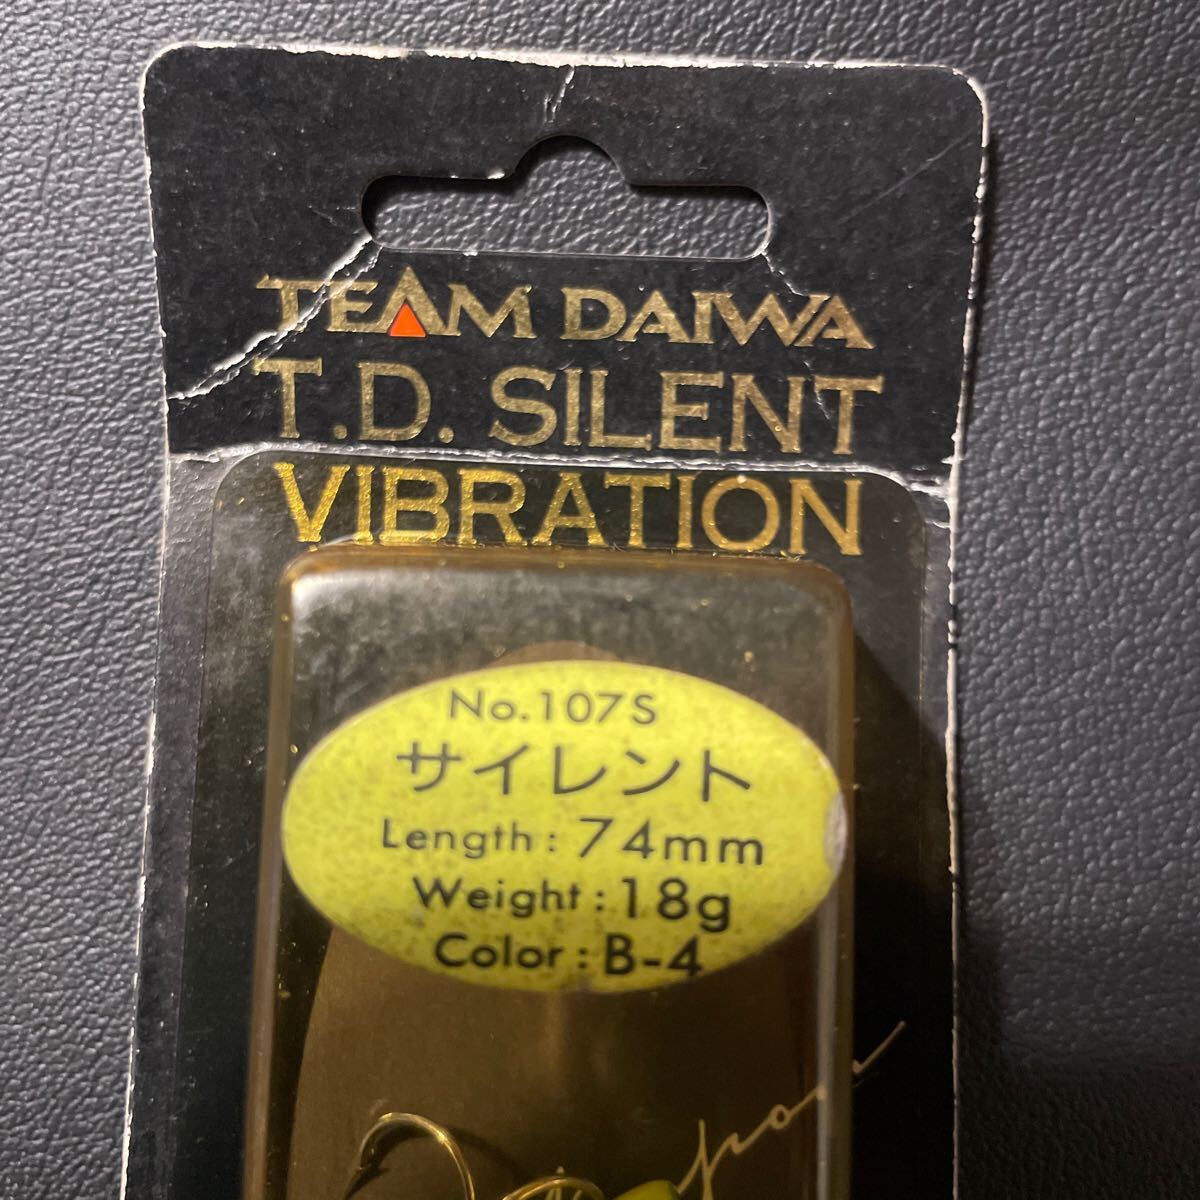 TEAM DAIWA
T.D. SILENT
VIBRATION
No.107S
サイレント
Length: 74mm
Weight: 18g
Color: B-4